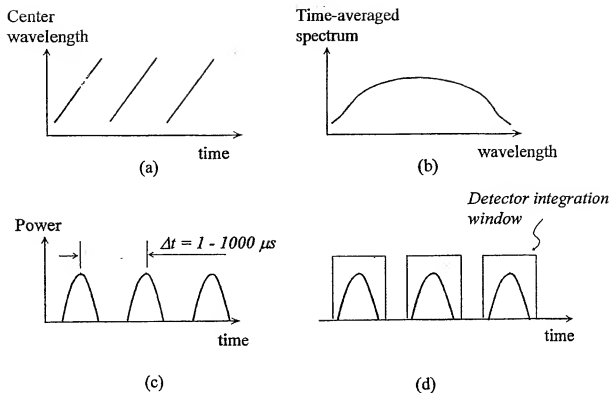 Center
wavelength
time
(a)
Time-averaged
spectrum
wavelength
(b)
Power
Δt = 1 - 1000 μs
time
(c)
Detector integration
window
time
(d)